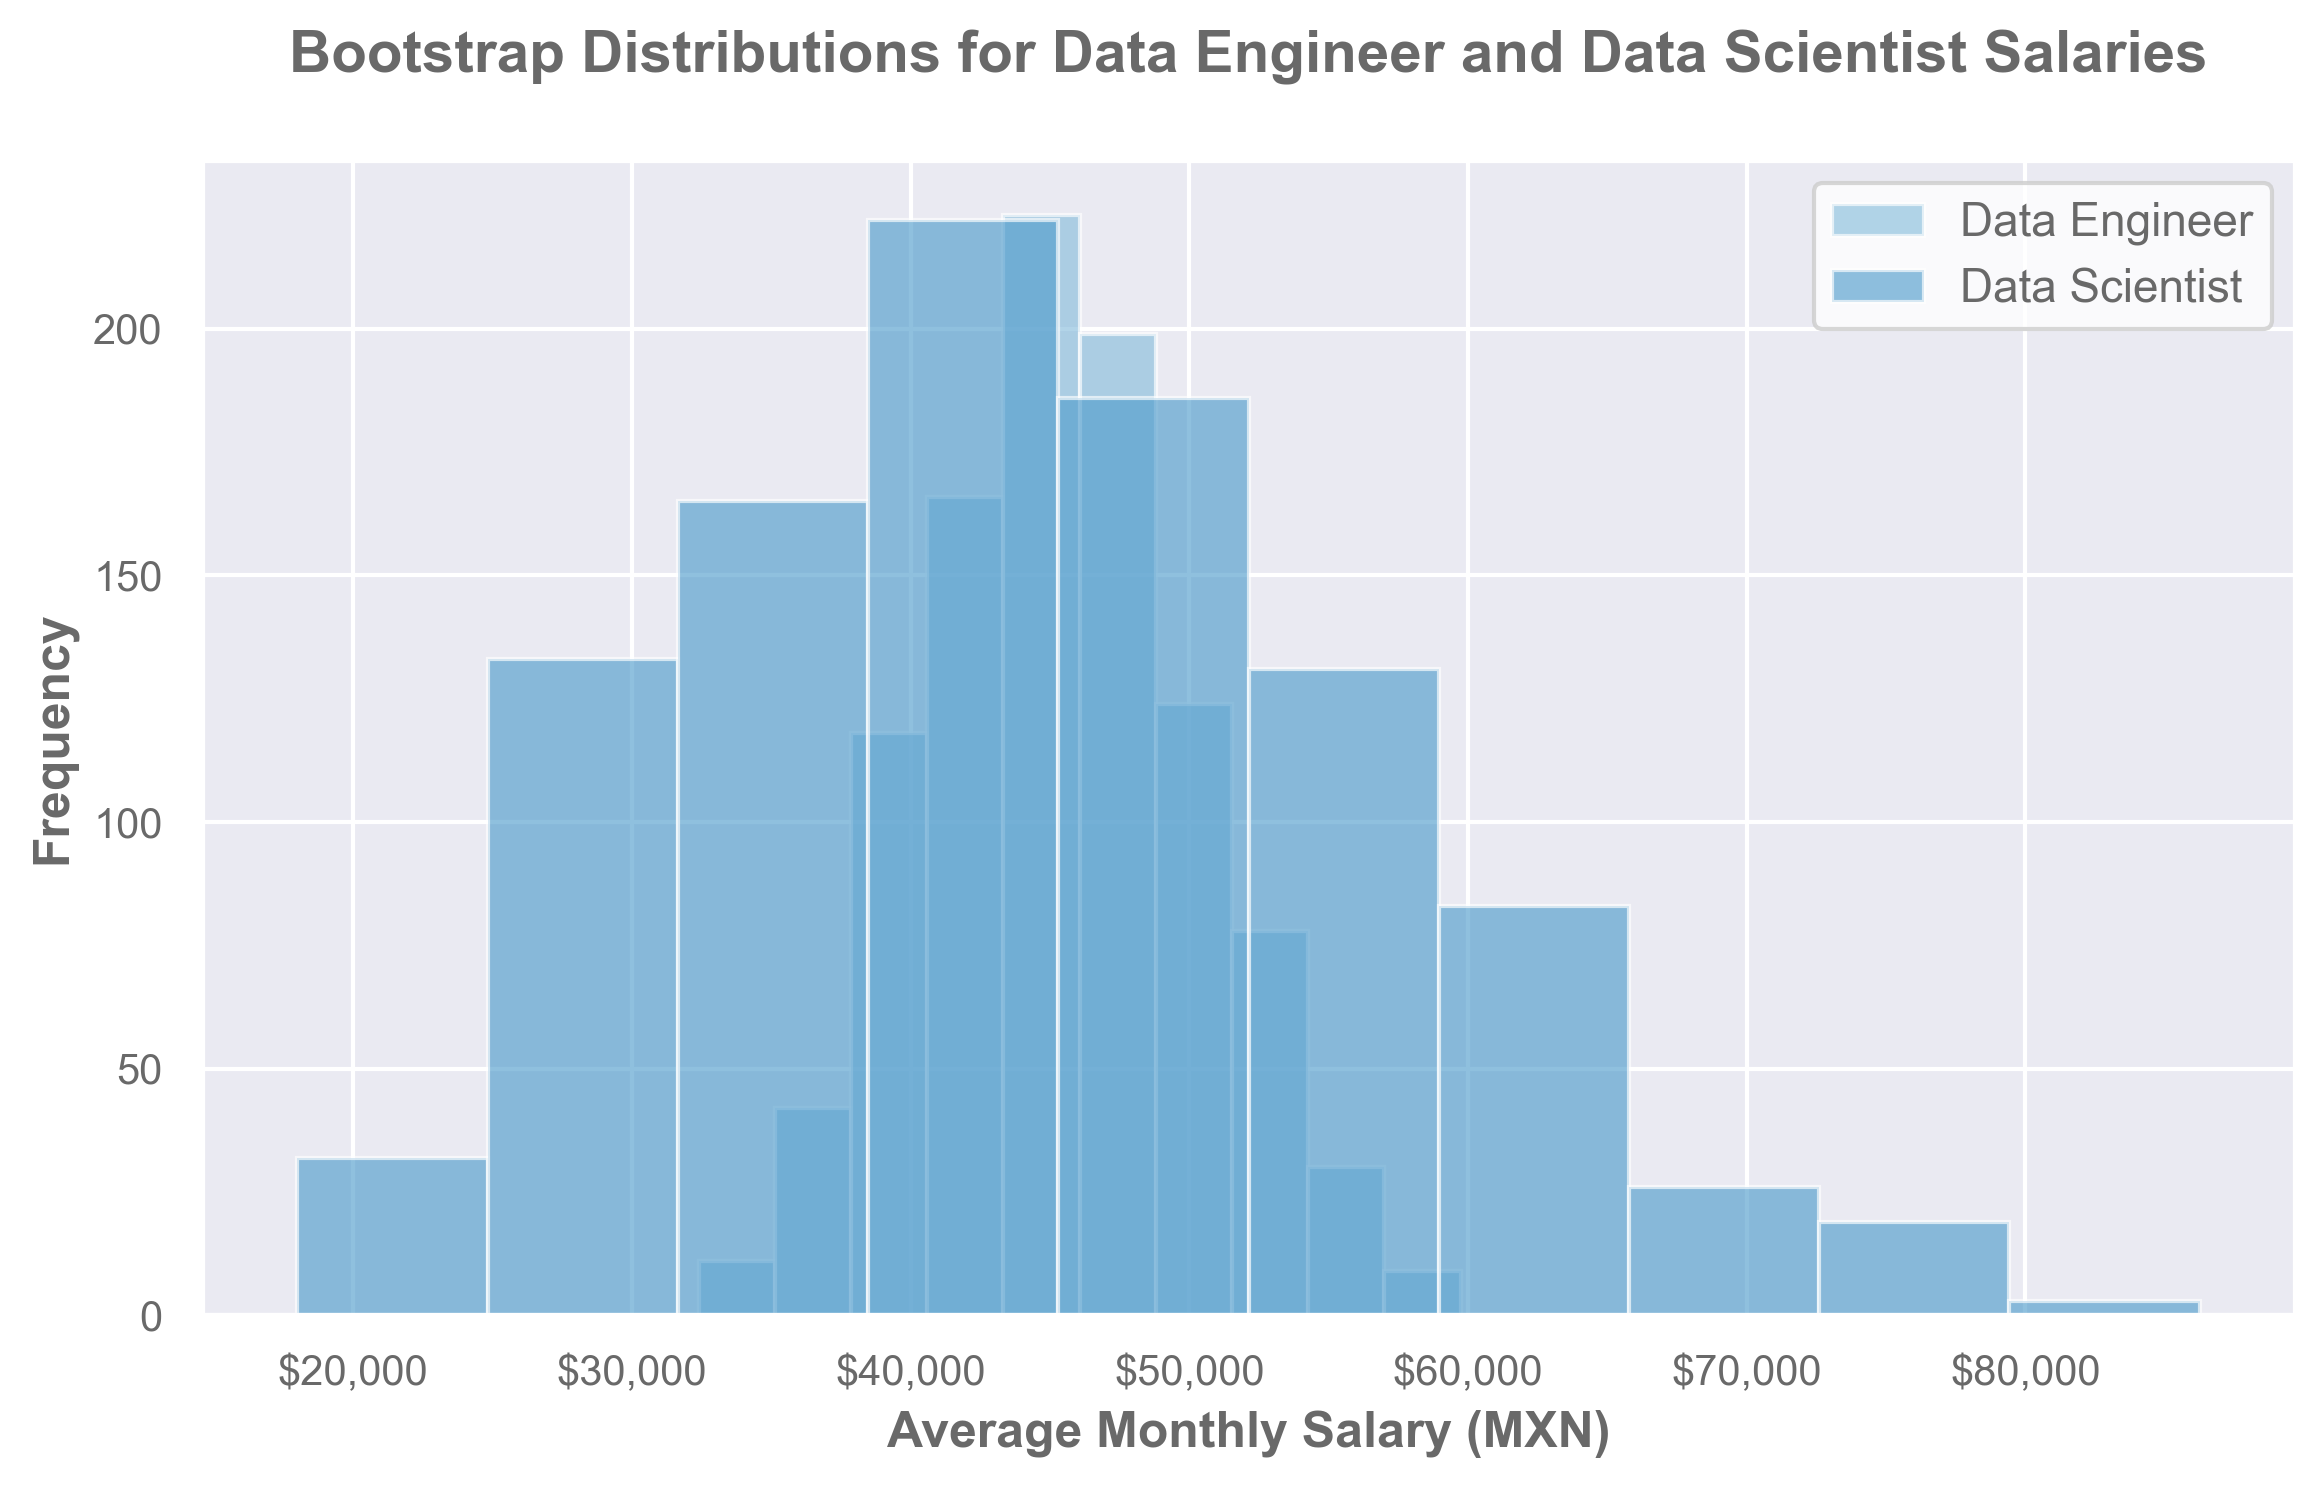 Bootstrap Distributions for Data Engineer and Data Scientist Salaries
Data Engineer
Data Scientist
200
150
100
50
0
Frequency
$20,000 $30,000 $40,000 $50,000 $60,000 $70,000 $80,000
Average Monthly Salary (MXN)